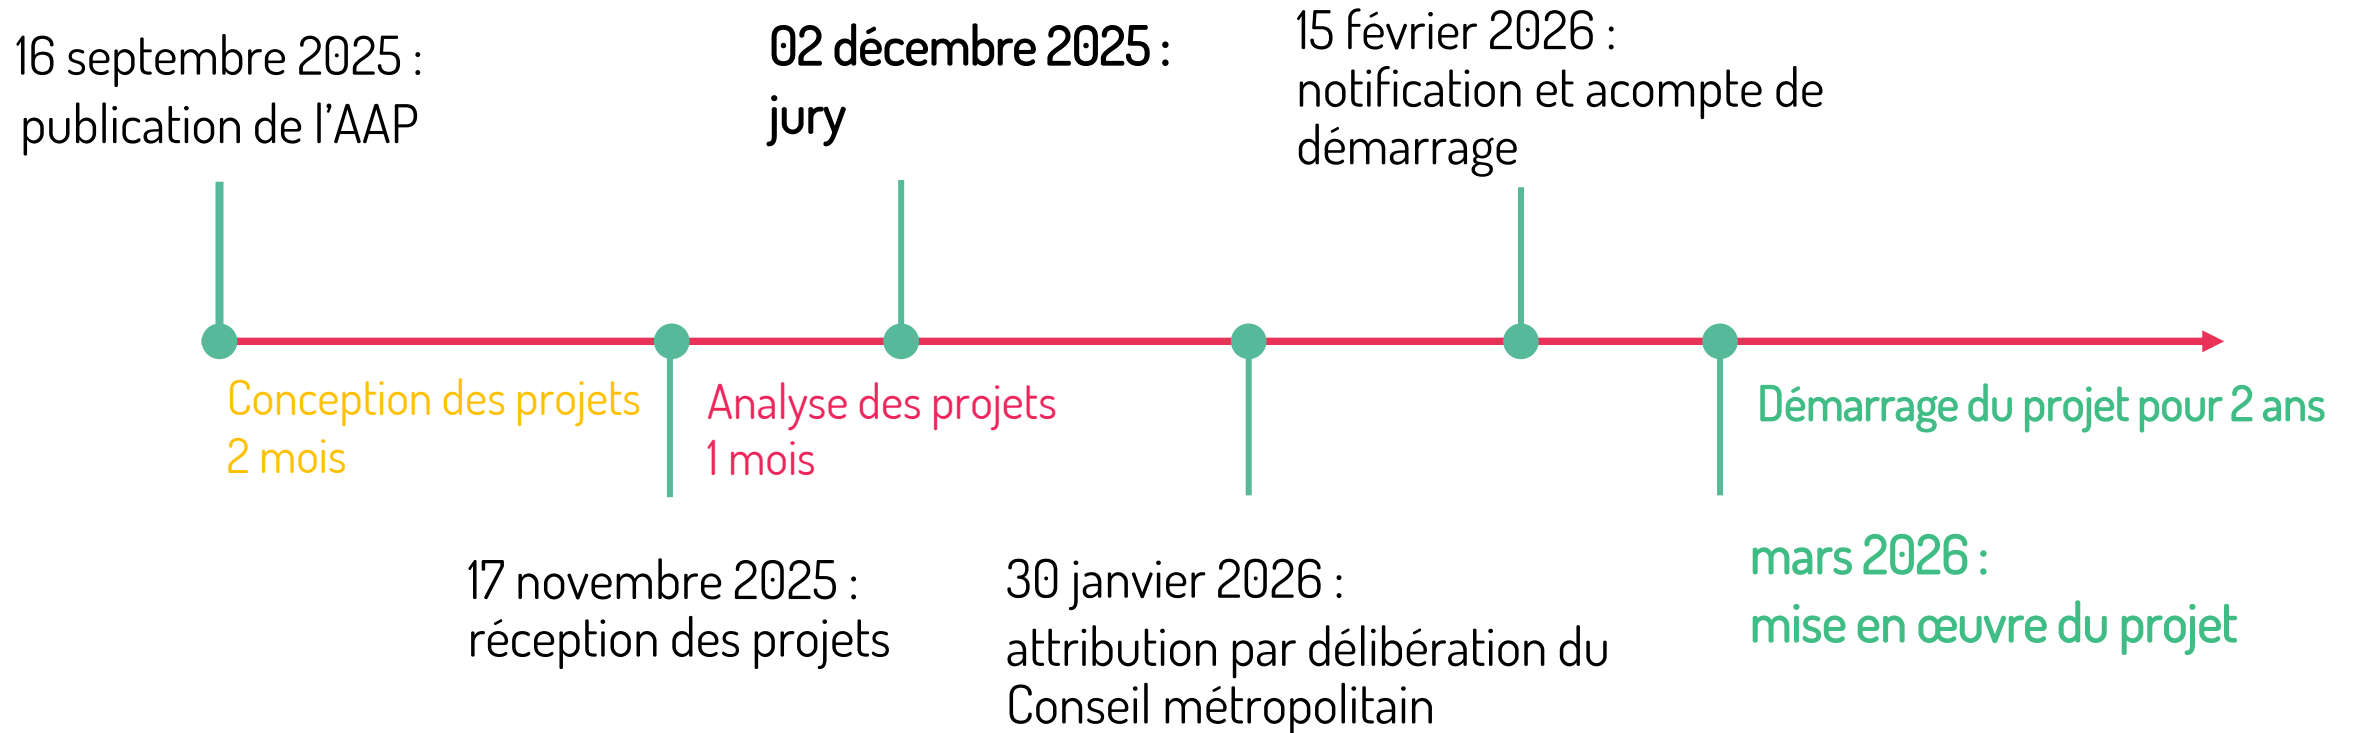 16 septembre 2025 :
publication de l’AAP
02 décembre 2025 :
jury
15 février 2026 :
notification et acompte de
démarrage
Conception des projets
2 mois
Analyse des projets
1 mois
Démarrage du projet pour 2 ans
17 novembre 2025 :
réception des projets
30 janvier 2026 :
attribution par délibération du
Conseil métropolitain
mars 2026 :
mise en œuvre du projet